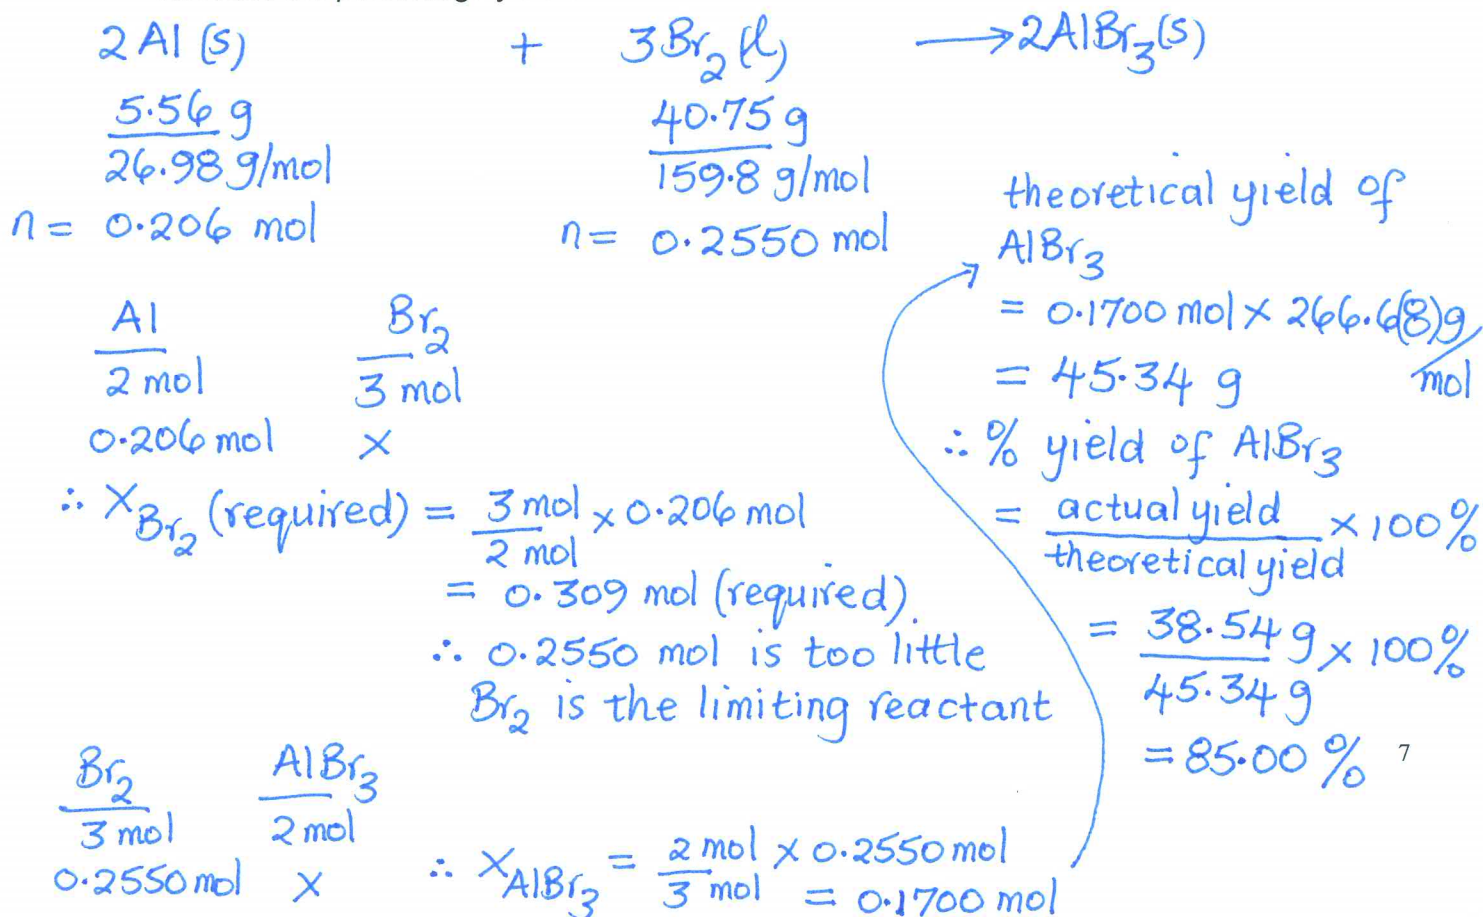 2Al(s) + 3Br₂(l) → 2AlBr₃(s)
5.56 g
26.98 g/mol
n = 0.206 mol
40.75 g
159.8 g/mol
n = 0.2550 mol
Al Br₂
2 mol 3 mol
0.206 mol X
∴ X Br₂ (required) = 3 mol / 2 mol × 0.206 mol
= 0.309 mol (required)
∴ 0.2550 mol is too little
Br₂ is the limiting reactant
Br₂ AlBr₃
3 mol 2 mol
0.2550 mol X
∴ X AlBr₃ = 2 mol / 3 mol × 0.2550 mol
= 0.1700 mol
theoretical yield of
AlBr₃
= 0.1700 mol × 266.6(8)g/mol
= 45.34 g
∴ % yield of AlBr₃
= actual yield / theoretical yield × 100%
= 38.54 g / 45.34 g × 100%
= 85.00 %
7